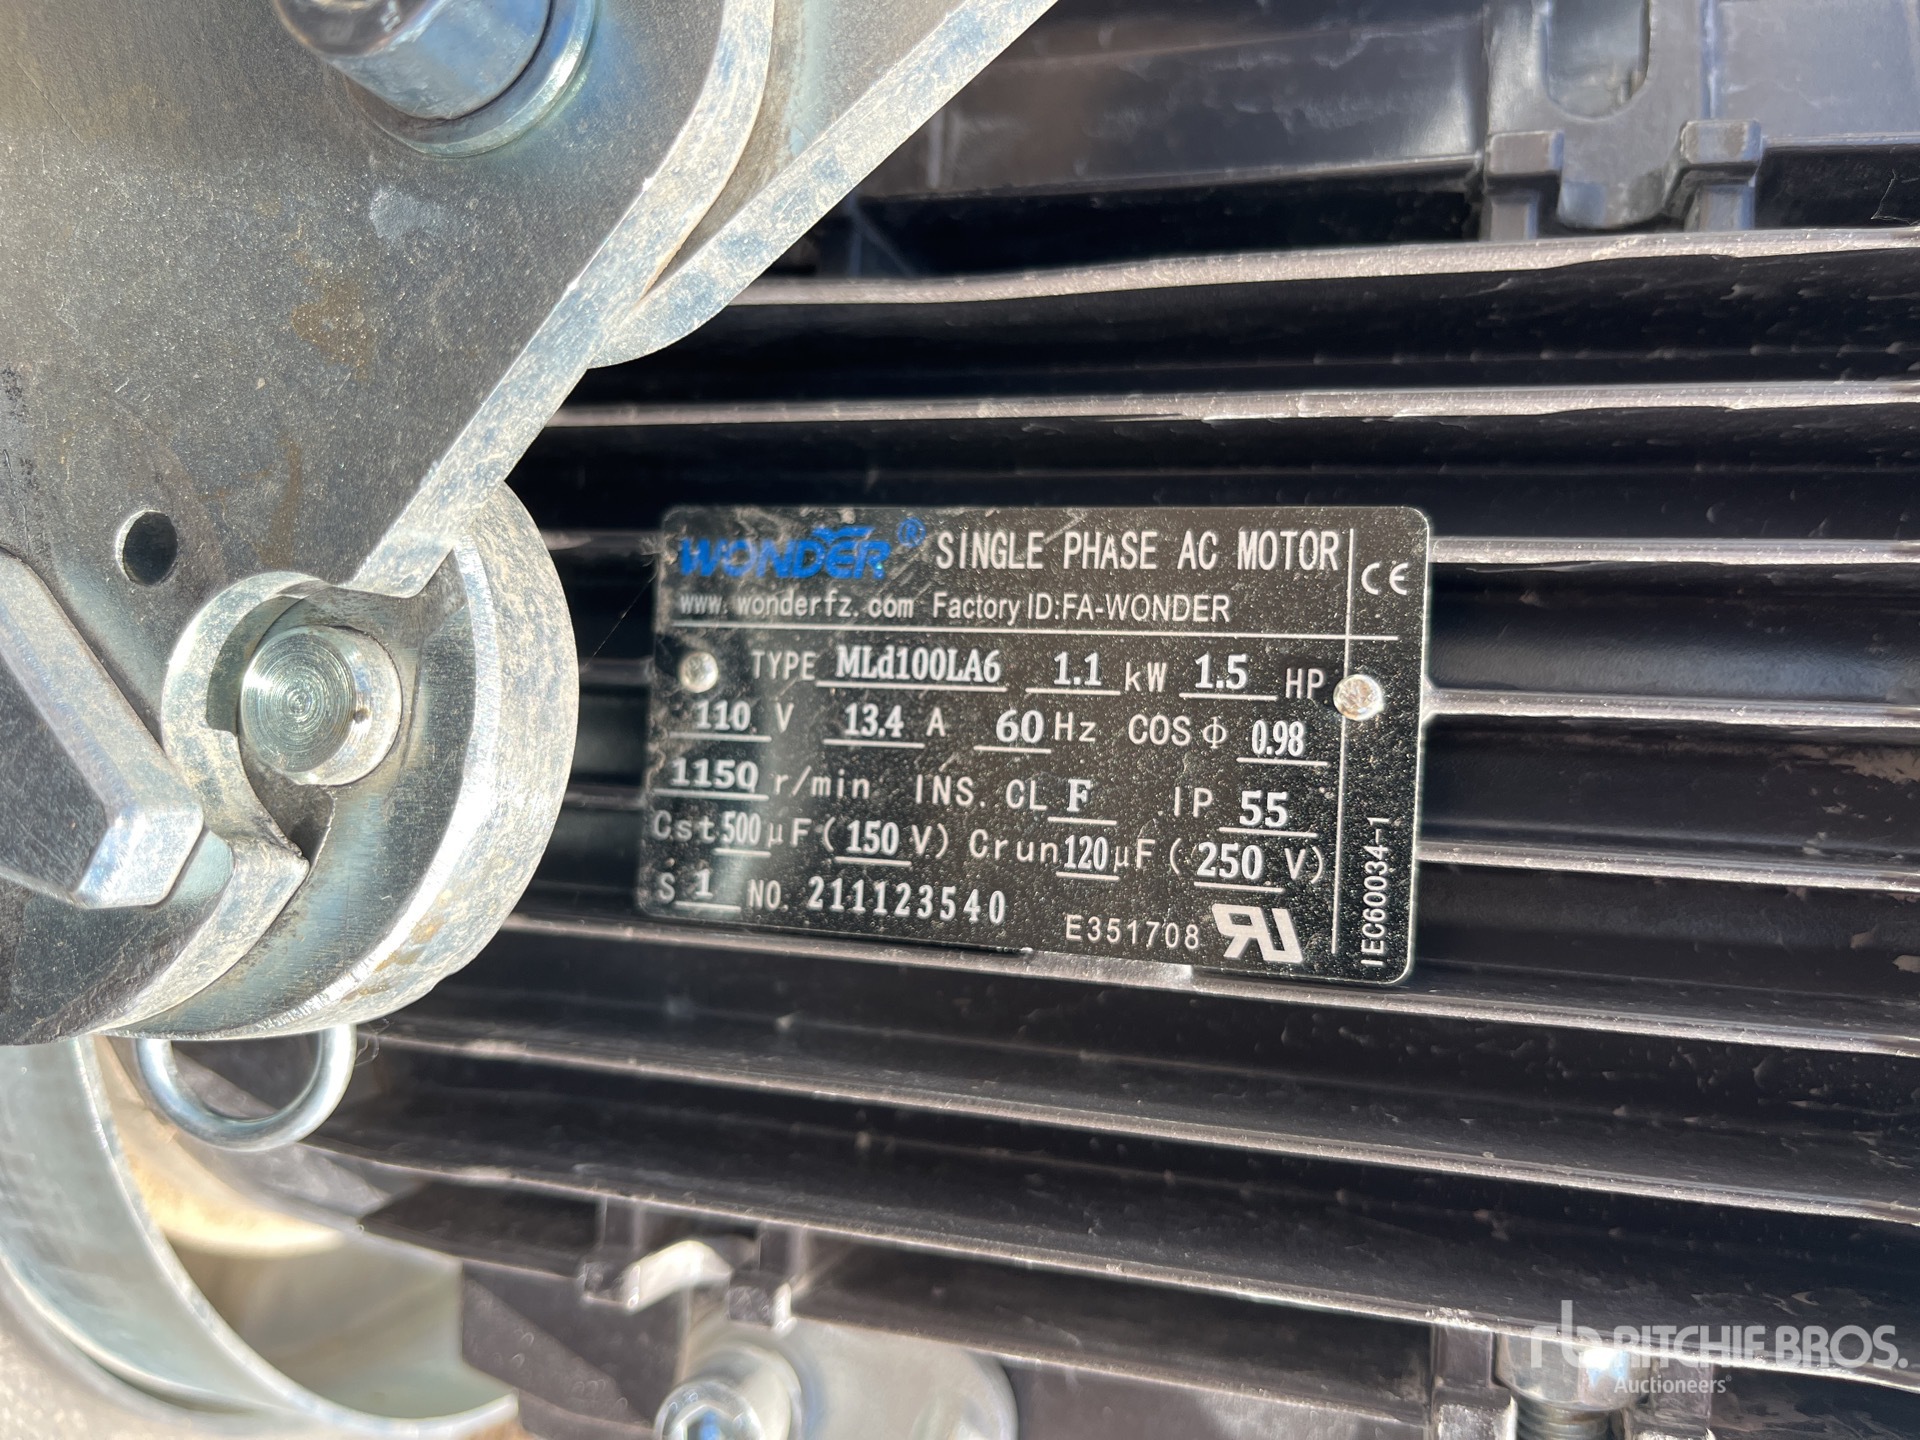 WONDER® SINGLE PHASE AC MOTOR
CE
www.wonderfz.com Factory ID:FA-WONDER
TYPE MLd100LA6 1.1 kW 1.5 HP
110 V 13.4 A 60 Hz COS Φ 0.98
1150 r/min INS. CL F IP 55
Cst 500 μF (150 V) Crun 120 μF (250 V)
S 1 NO. 211123540
E351708 RU
IEC60034-1
rb RITCHIE BROS.
Auctioneers